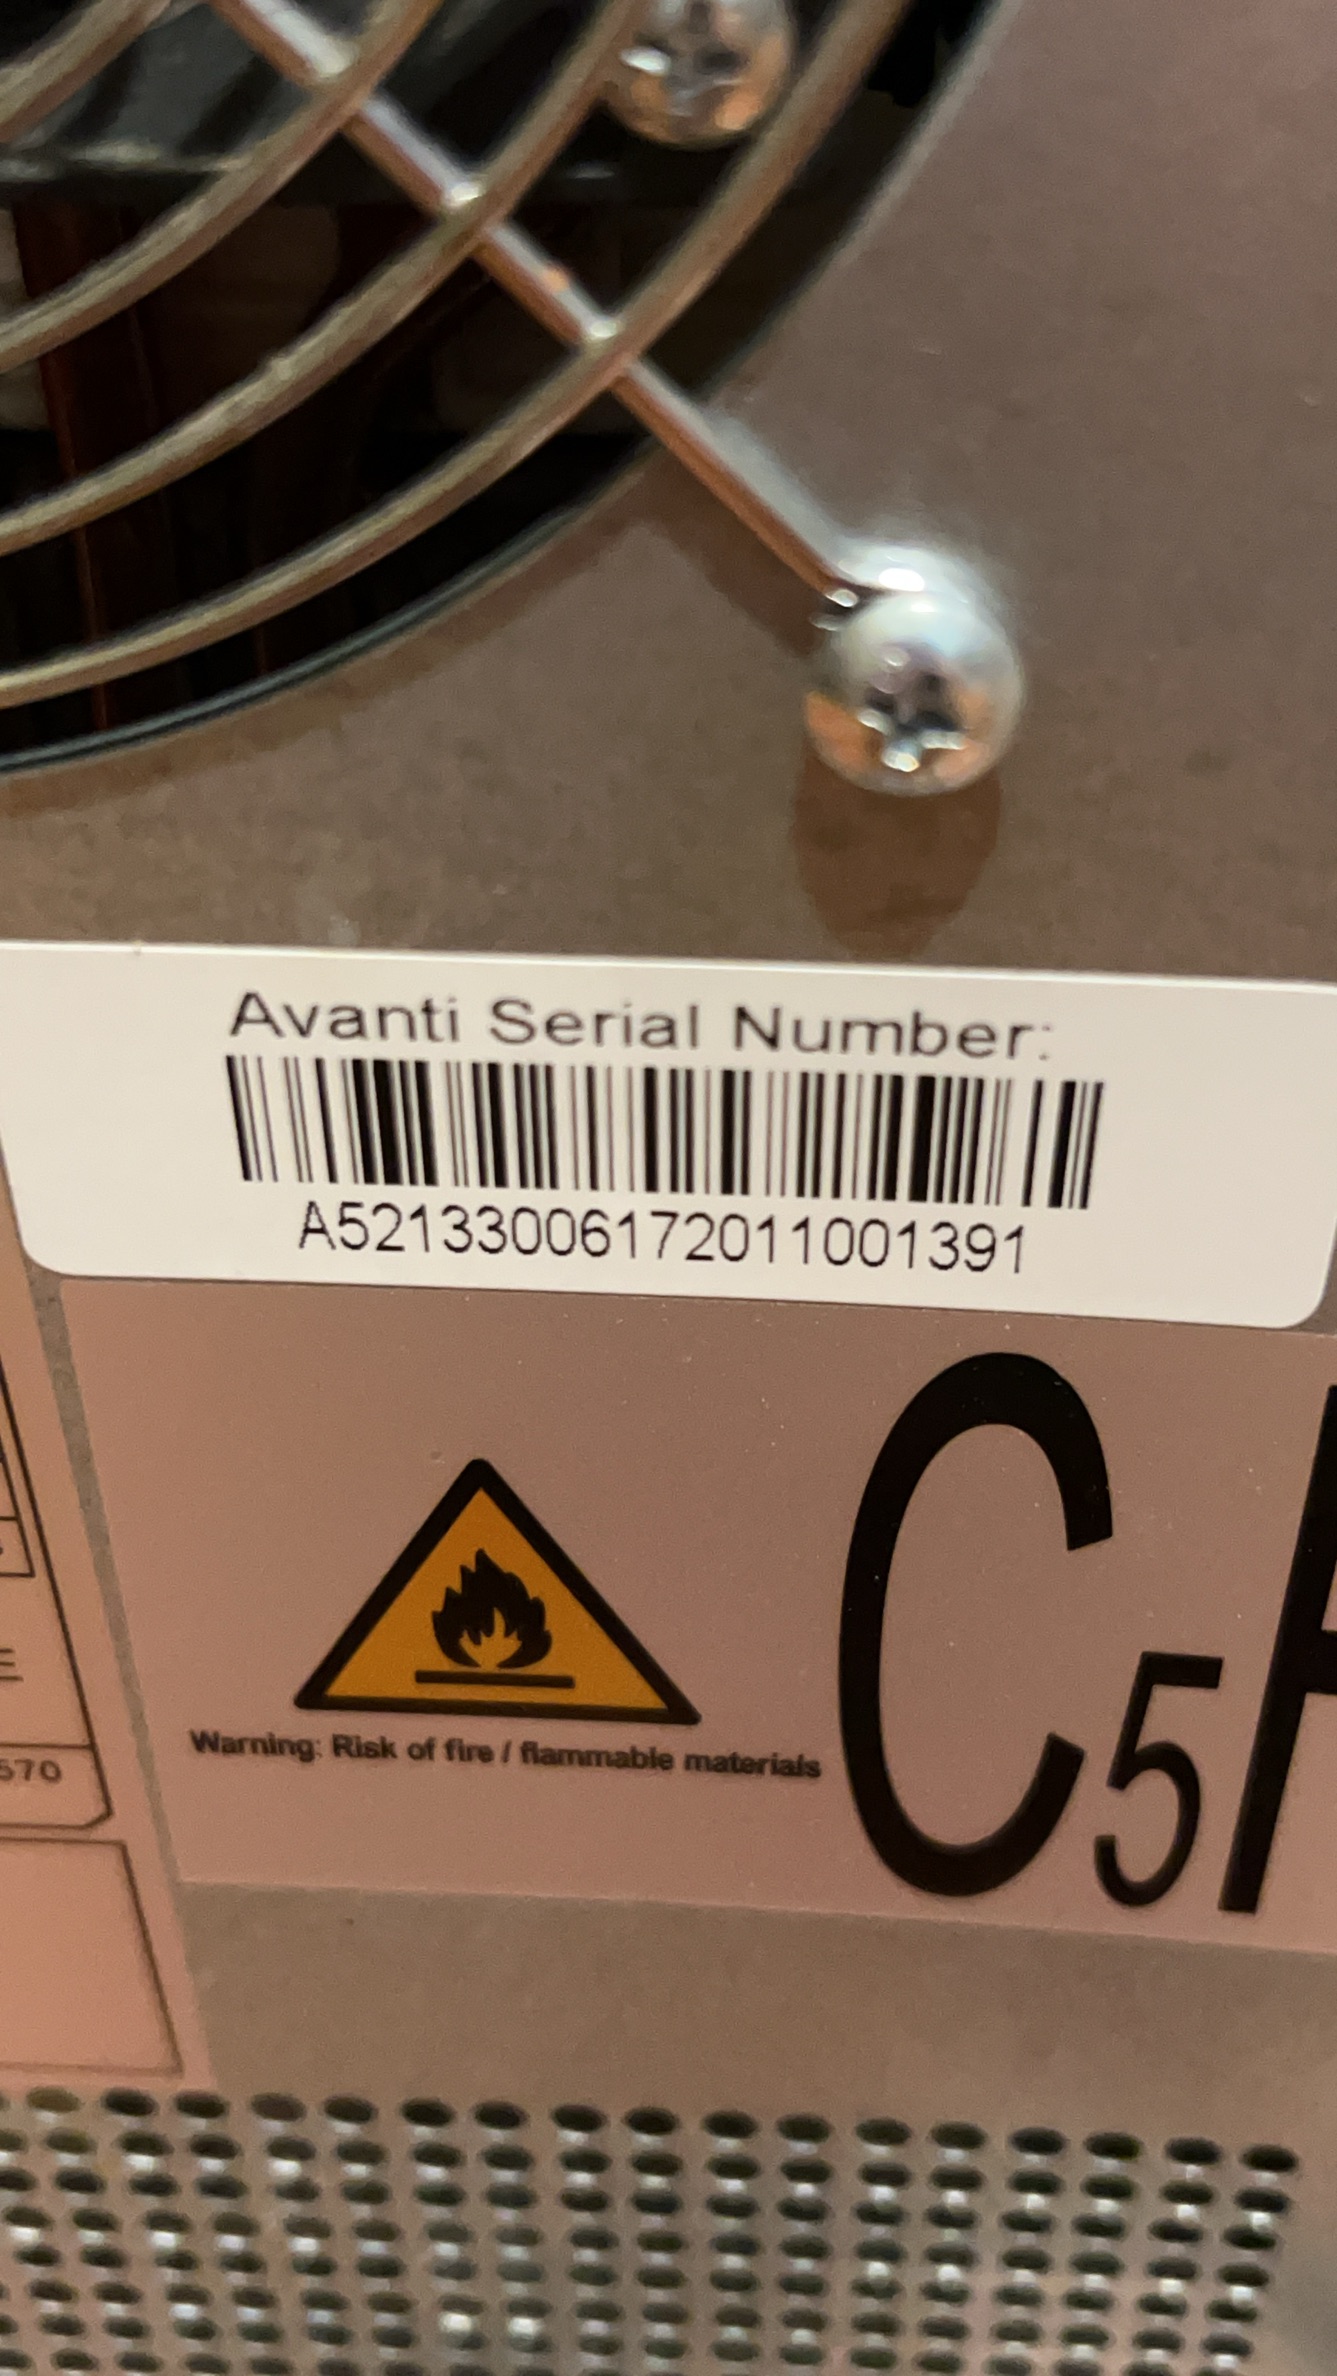 Avanti Serial Number:
A52133006172011001391
C5
Warning: Risk of fire / flammable materials
570